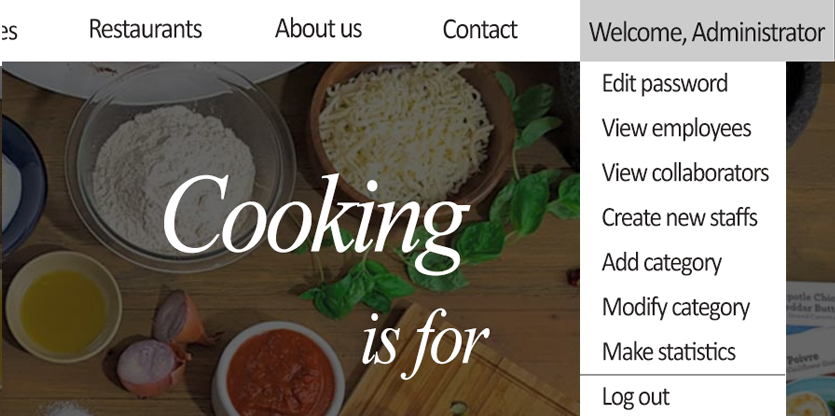 es
Restaurants
About us
Contact
Welcome, Administrator
Edit password
View employees
View collaborators
Create new staffs
Add category
Modify category
Make statistics
Log out
Cooking
is for
Poivre